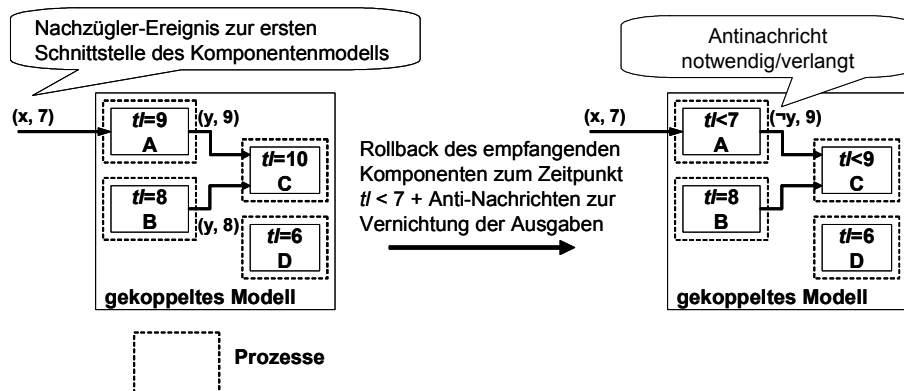 Nachzügler-Ereignis zur ersten
Schnittstelle des Komponentenmodells
(x, 7)
tl=9
A
(y, 9)
tl=10
C
tl=8
B
(y, 8)
tl=6
D
gekoppeltes Modell
Prozesse
Rollback des empfangenden
Komponenten zum Zeitpunkt
tl < 7 + Anti-Nachrichten zur
Vernichtung der Ausgaben
Antinachricht
notwendig/verlangt
(x, 7)
tl<7
A
(¬y, 9)
tl<9
C
tl=8
B
tl=6
D
gekoppeltes Modell